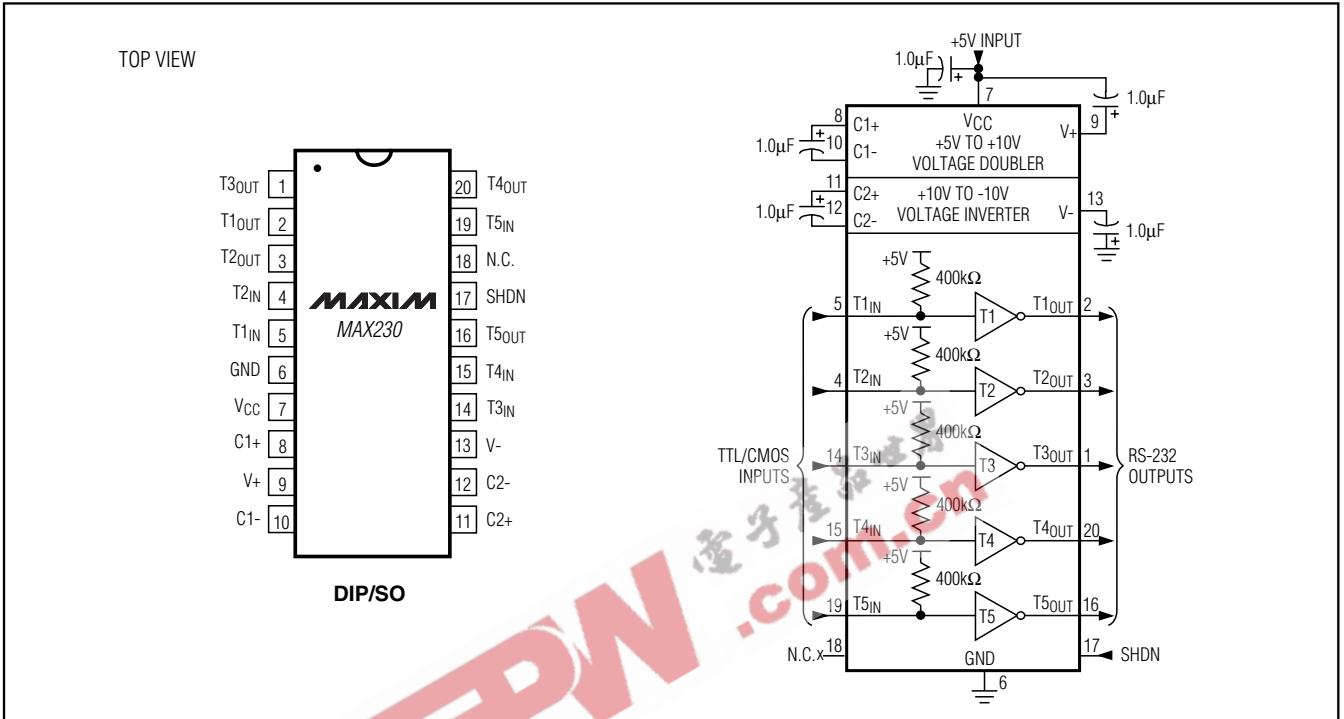 TOP VIEW
T3OUT 1
T1OUT 2
T2OUT 3
T2IN 4
T1IN 5
GND 6
VCC 7
C1+ 8
V+ 9
C1- 10
MAXIM
MAX230
20 T4OUT
19 T5IN
18 N.C.
17 SHDN
16 T5OUT
15 T4IN
14 T3IN
13 V-
12 C2-
11 C2+
DIP/SO
+5V INPUT
1.0µF
+
7
1.0µF
+
8 C1+
1.0µF
+
10 C1-
VCC
+5V TO +10V
VOLTAGE DOUBLER
V+ 9
11 C2+
1.0µF
+
12 C2-
+10V TO -10V
VOLTAGE INVERTER
V- 13
1.0µF
+
+5V
400kΩ
5 T1IN T1 T1OUT 2
+5V
400kΩ
4 T2IN T2 T2OUT 3
+5V
400kΩ
14 T3IN T3 T3OUT 1
+5V
400kΩ
15 T4IN T4 T4OUT 20
+5V
400kΩ
19 T5IN T5 T5OUT 16
TTL/CMOS
INPUTS
RS-232
OUTPUTS
N.C. x 18
GND
6
17 SHDN
.com.cn